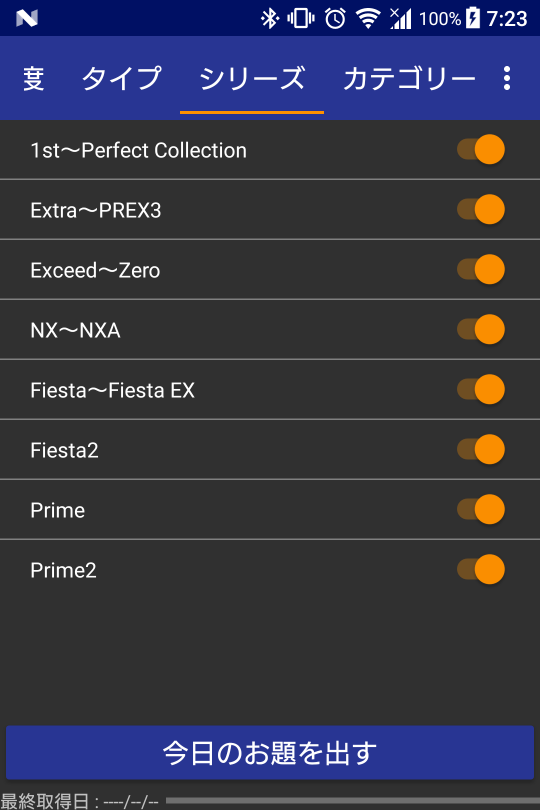 100% 7:23
度 タイプ シリーズ カテゴリー
1st～Perfect Collection
Extra～PREX3
Exceed～Zero
NX～NXA
Fiesta～Fiesta EX
Fiesta2
Prime
Prime2
今日のお題を出す
最終取得日 : ----/--/--